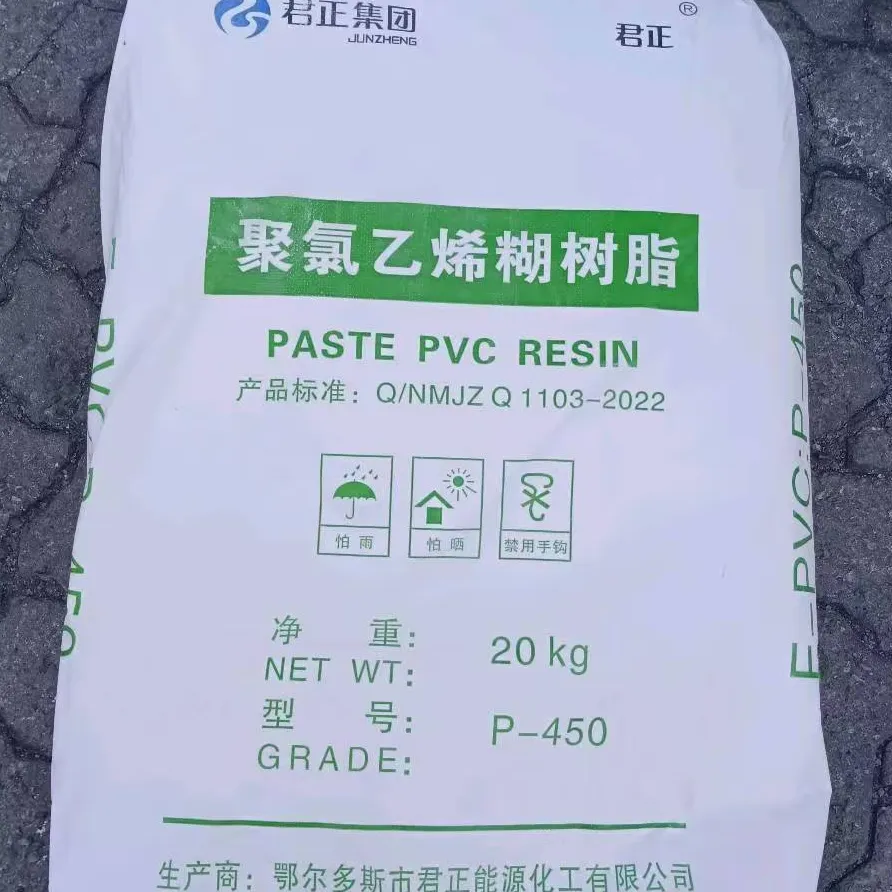 君正集团
JUNZHENG
君正®
聚氯乙烯糊树脂
PASTE PVC RESIN
产品标准：Q/NMJZ Q 1103-2022
怕雨
怕晒
禁用手钩
净 重：
20 kg
NET WT:
型 号：
P-450
GRADE:
生产商：鄂尔多斯市君正能源化工有限公司
E-PVC:P-450